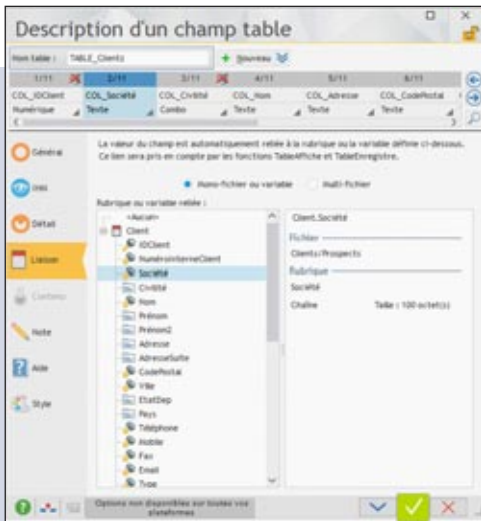 Description d'un champ table
Nom table : TABLE_Clients
Nouveau
1/11 2/11 3/11 4/11 5/11 6/11
COL_IDClient COL_Société COL_Civilité COL_Nom COL_Adresse COL_CodePostal
Numérique Texte Combo Texte Texte Texte
La valeur du champ est automatiquement reliée à la rubrique ou la variable définie ci-dessous.
Ce lien sera pris en compte par les fonctions TableAffiche et TableEnregistre.
Mono-fichier ou variable Multi-fichier
Rubrique ou variable reliée :
Général
IHM
Détail
Liaison
Contenu
Note
Aide
Style
<Aucun>
Client
IDClient
NuméroInterneClient
Société
Civilité
Nom
Prénom
Prénom2
Adresse
AdresseSuite
CodePostal
Ville
EtatDep
Pays
Téléphone
Mobile
Fax
Email
Type
Client.Société
Fichier
Clients/Prospects
Rubrique
Société
Chaîne Taille : 100 octet(s)
Options non disponibles sur toutes vos
plateformes